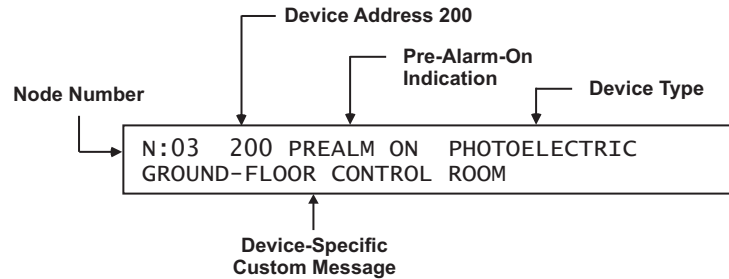 Device Address 200
Pre-Alarm-On
Indication
Node Number
Device Type
N:03 200 PREALM ON PHOTOELECTRIC
GROUND-FLOOR CONTROL ROOM
Device-Specific
Custom Message